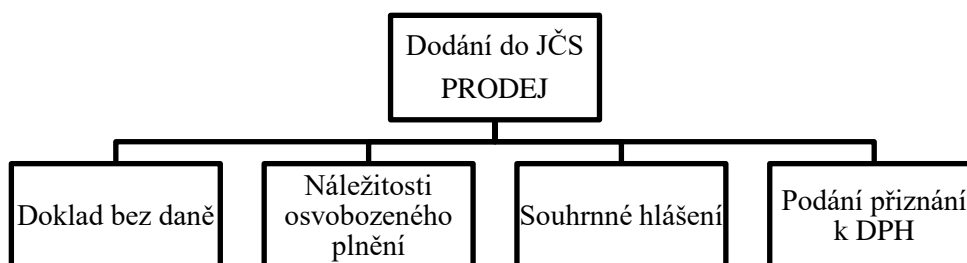 Dodání do JČS
PRODEJ
Doklad bez daně
Náležitosti
osvobozeného
plnění
Souhrnné hlášení
Podání přiznání
k DPH